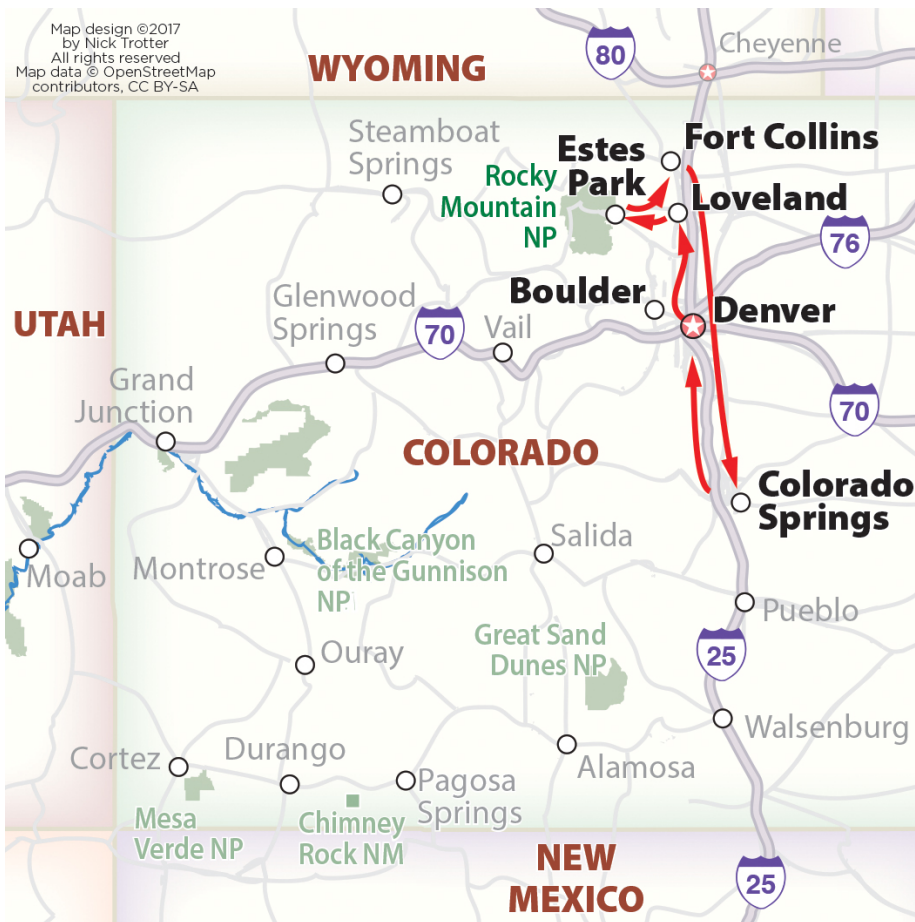 Map design ©2017
by Nick Trotter
All rights reserved
Map data © OpenStreetMap
contributors, CC BY-SA
WYOMING
80
Cheyenne
Steamboat
Springs
Estes
Park
Fort Collins
Rocky
Mountain
NP
Loveland
76
Boulder
Denver
UTAH
Glenwood
Springs
70
Vail
Grand
Junction
70
COLORADO
Colorado
Springs
Moab
Montrose
Black Canyon
of the Gunnison
NP
Salida
Pueblo
Ouray
Great Sand
Dunes NP
25
Walsenburg
Cortez
Durango
Pagosa
Springs
Alamosa
Mesa
Verde NP
Chimney
Rock NM
NEW
MEXICO
25